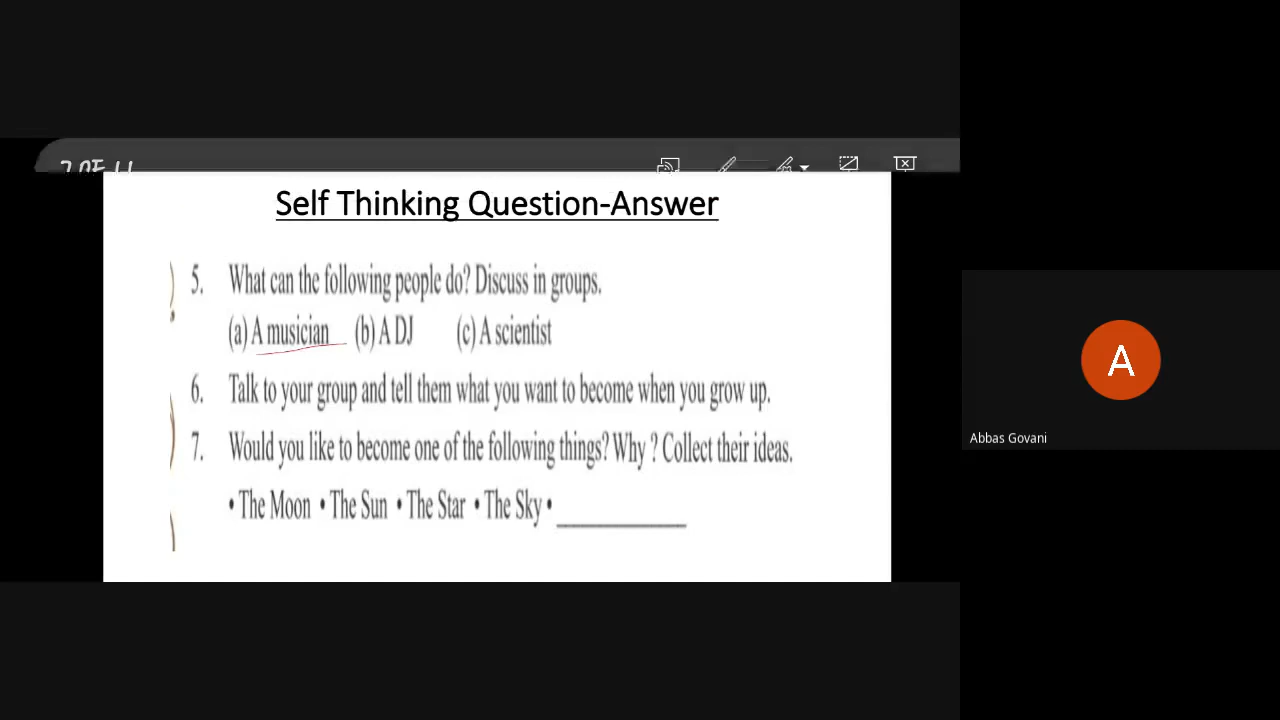 Self Thinking Question-Answer
5. What can the following people do? Discuss in groups.
(a) A musician (b) A DJ (c) A scientist
6. Talk to your group and tell them what you want to become when you grow up.
7. Would you like to become one of the following things? Why ? Collect their ideas.
• The Moon • The Sun • The Star • The Sky • ____________
A
Abbas Govani